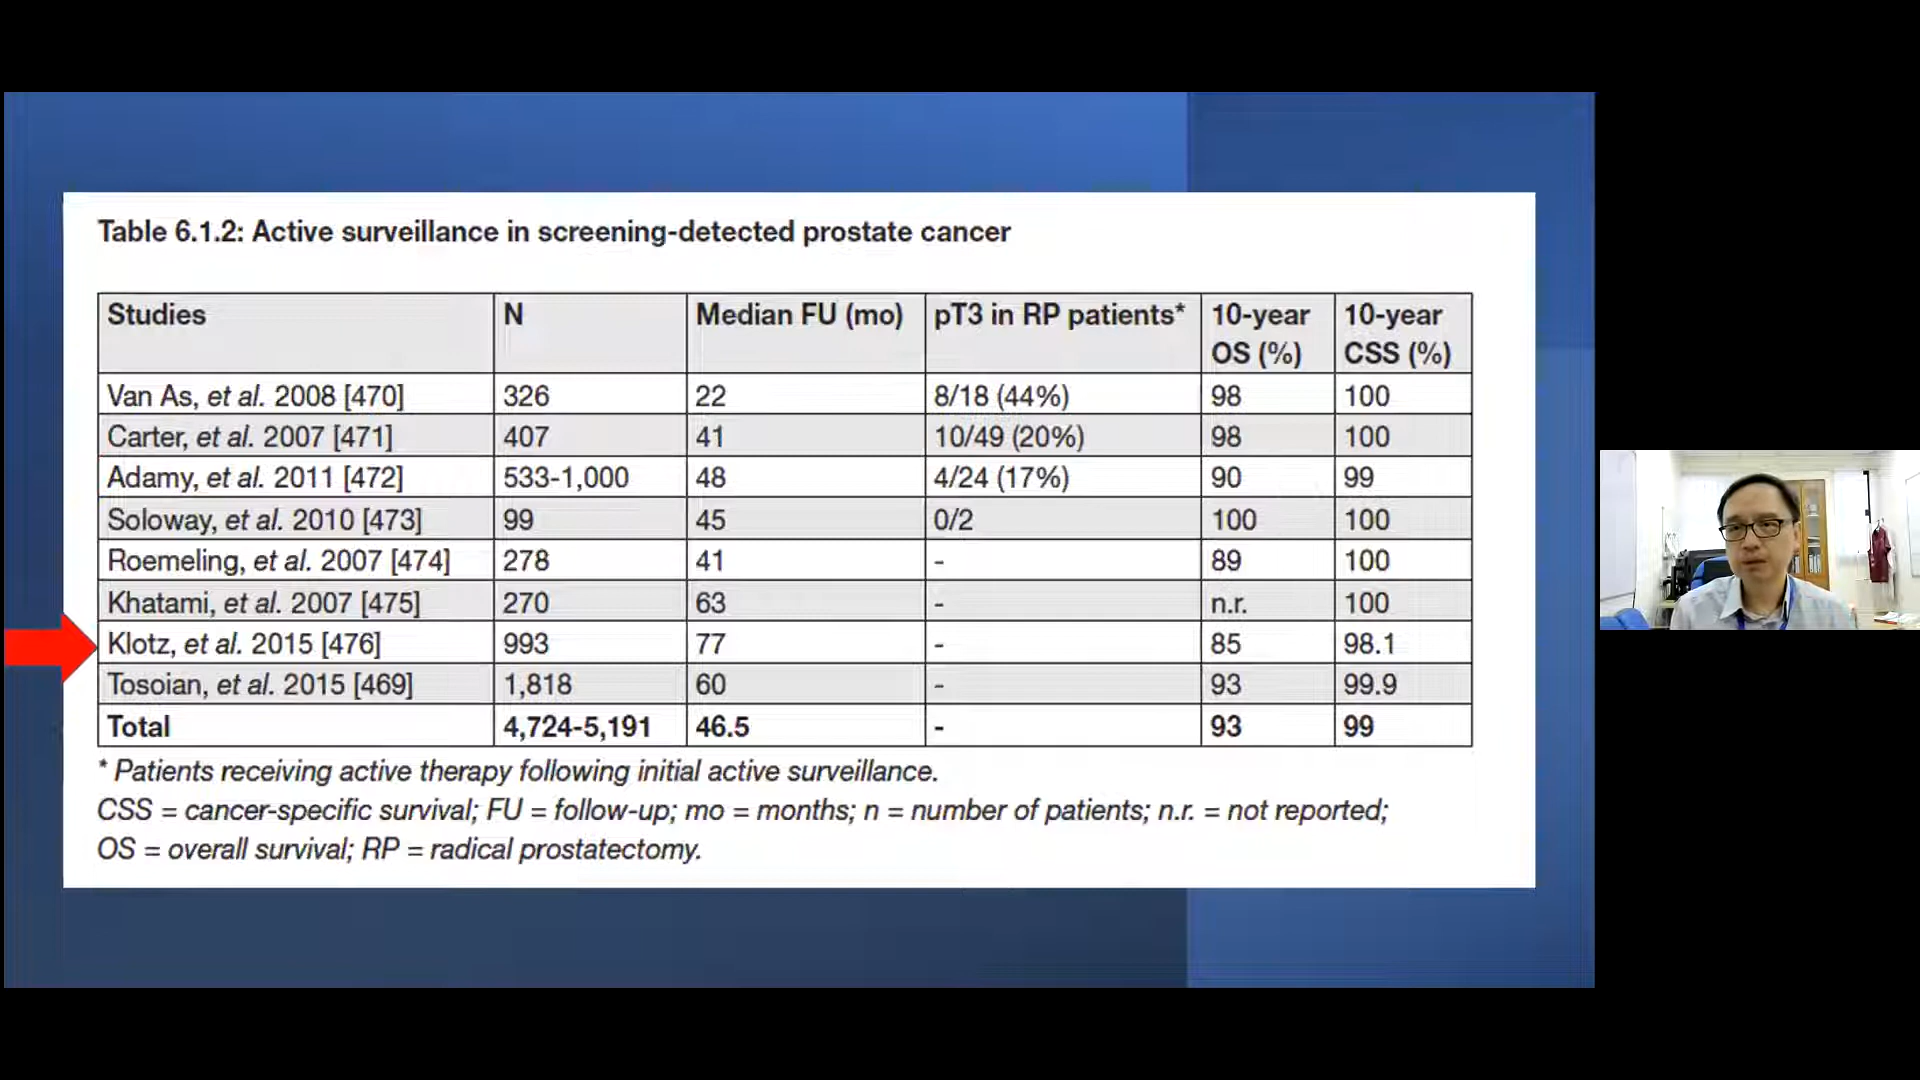 Table 6.1.2: Active surveillance in screening-detected prostate cancer
Studies N Median FU (mo) pT3 in RP patients* 10-year OS (%) 10-year CSS (%)
Van As, et al. 2008 [470] 326 22 8/18 (44%) 98 100
Carter, et al. 2007 [471] 407 41 10/49 (20%) 98 100
Adamy, et al. 2011 [472] 533-1,000 48 4/24 (17%) 90 99
Soloway, et al. 2010 [473] 99 45 0/2 100 100
Roemeling, et al. 2007 [474] 278 41 - 89 100
Khatami, et al. 2007 [475] 270 63 - n.r. 100
Klotz, et al. 2015 [476] 993 77 - 85 98.1
Tosoian, et al. 2015 [469] 1,818 60 - 93 99.9
Total 4,724-5,191 46.5 - 93 99
* Patients receiving active therapy following initial active surveillance.
CSS = cancer-specific survival; FU = follow-up; mo = months; n = number of patients; n.r. = not reported;
OS = overall survival; RP = radical prostatectomy.